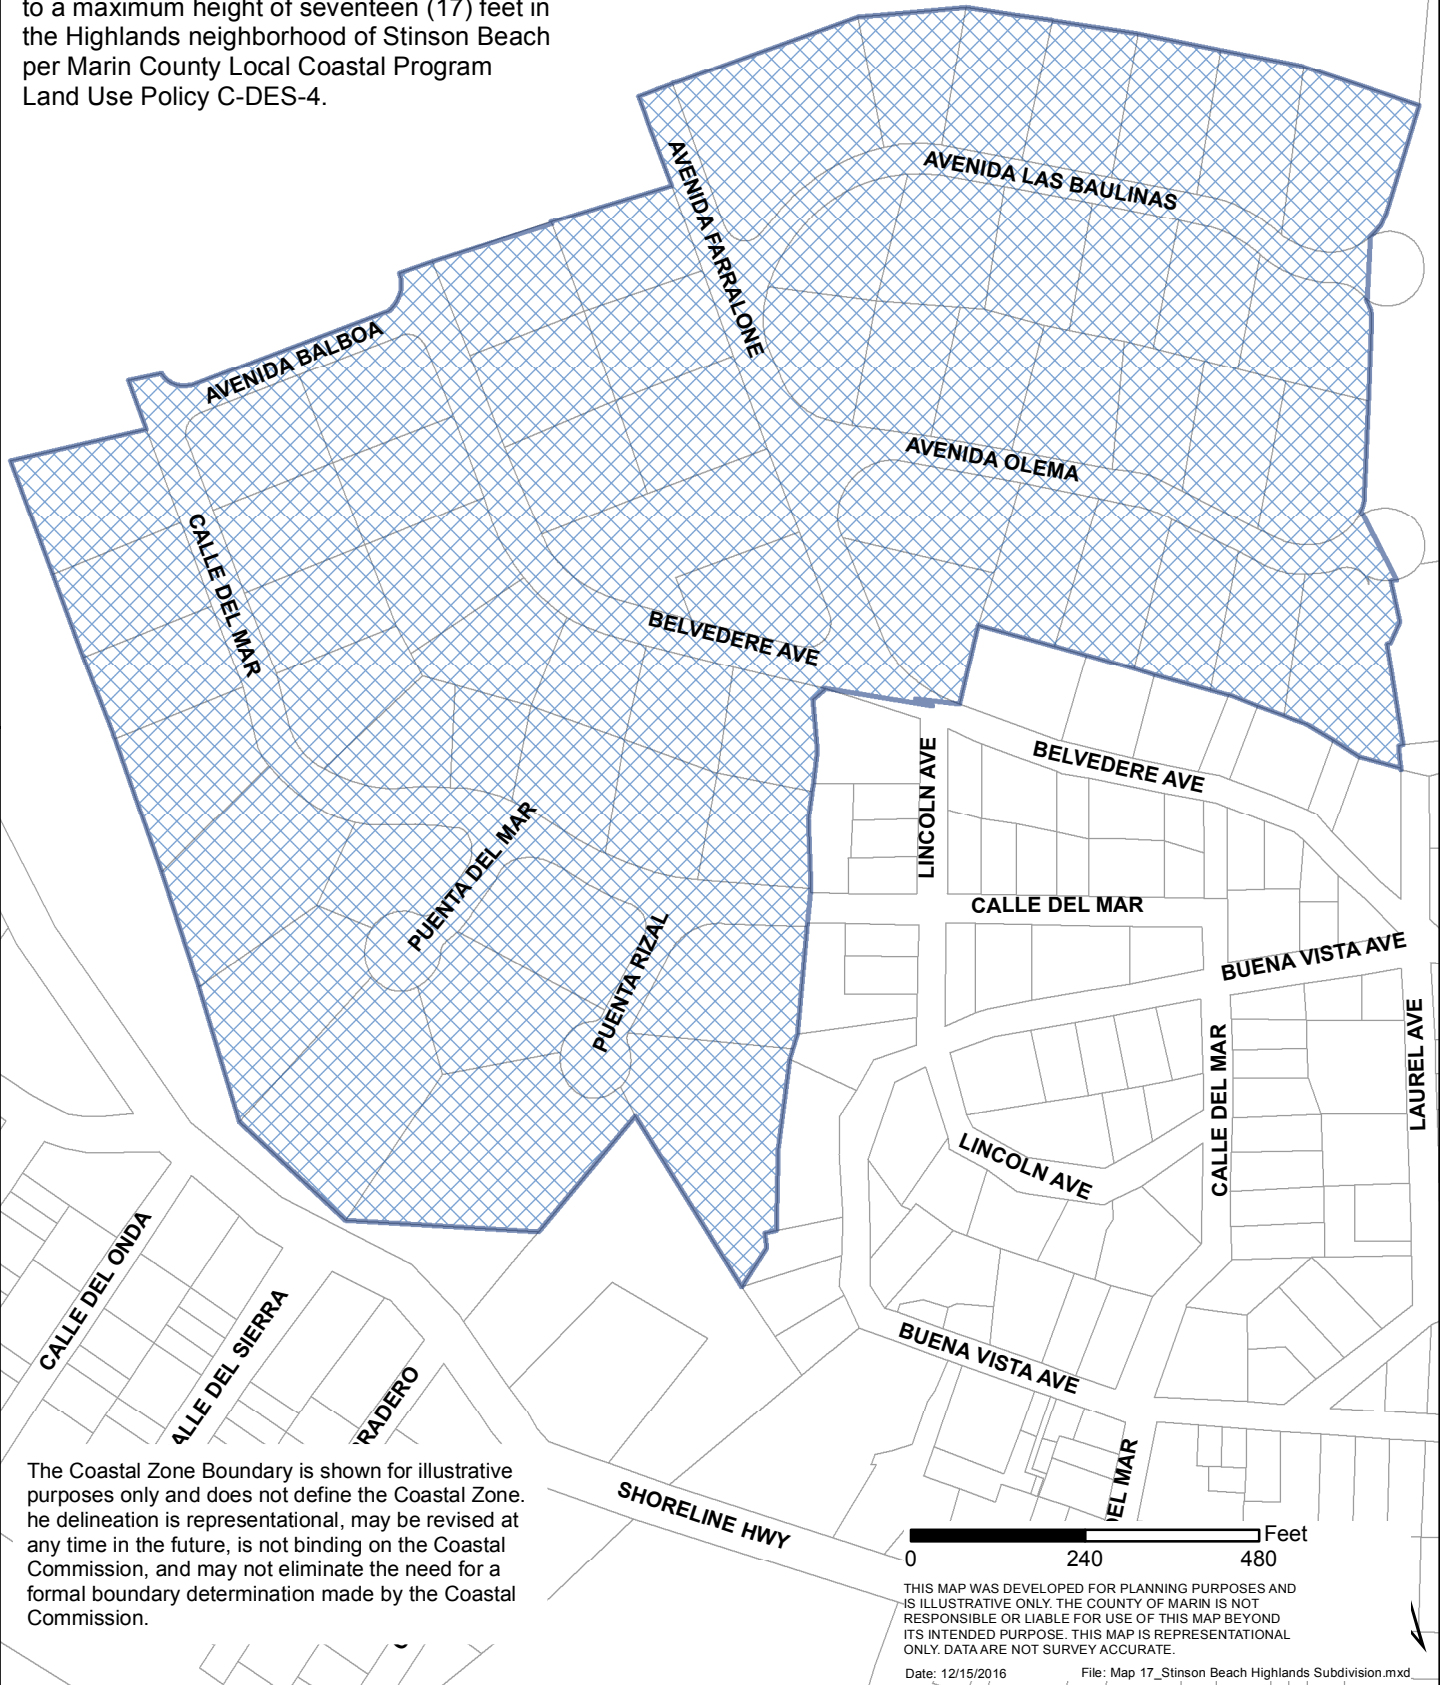 to a maximum height of seventeen (17) feet in
the Highlands neighborhood of Stinson Beach
per Marin County Local Coastal Program
Land Use Policy C-DES-4.
AVENIDA LAS BAULINAS
AVENIDA FARRALONE
AVENIDA BALBOA
AVENIDA OLEMA
CALLE DEL MAR
BELVEDERE AVE
BELVEDERE AVE
LINCOLN AVE
PUENTA DEL MAR
CALLE DEL MAR
PUENTA RIZAL
BUENA VISTA AVE
LAUREL AVE
CALLE DEL MAR
LINCOLN AVE
CALLE DEL ONDA
ALLE DEL SIERRA
RADERO
BUENA VISTA AVE
DEL MAR
SHORELINE HWY
The Coastal Zone Boundary is shown for illustrative
purposes only and does not define the Coastal Zone.
he delineation is representational, may be revised at
any time in the future, is not binding on the Coastal
Commission, and may not eliminate the need for a
formal boundary determination made by the Coastal
Commission.
Feet
0 240 480
THIS MAP WAS DEVELOPED FOR PLANNING PURPOSES AND
IS ILLUSTRATIVE ONLY. THE COUNTY OF MARIN IS NOT
RESPONSIBLE OR LIABLE FOR USE OF THIS MAP BEYOND
ITS INTENDED PURPOSE. THIS MAP IS REPRESENTATIONAL
ONLY. DATA ARE NOT SURVEY ACCURATE.
Date: 12/15/2016 File: Map 17_Stinson Beach Highlands Subdivision.mxd